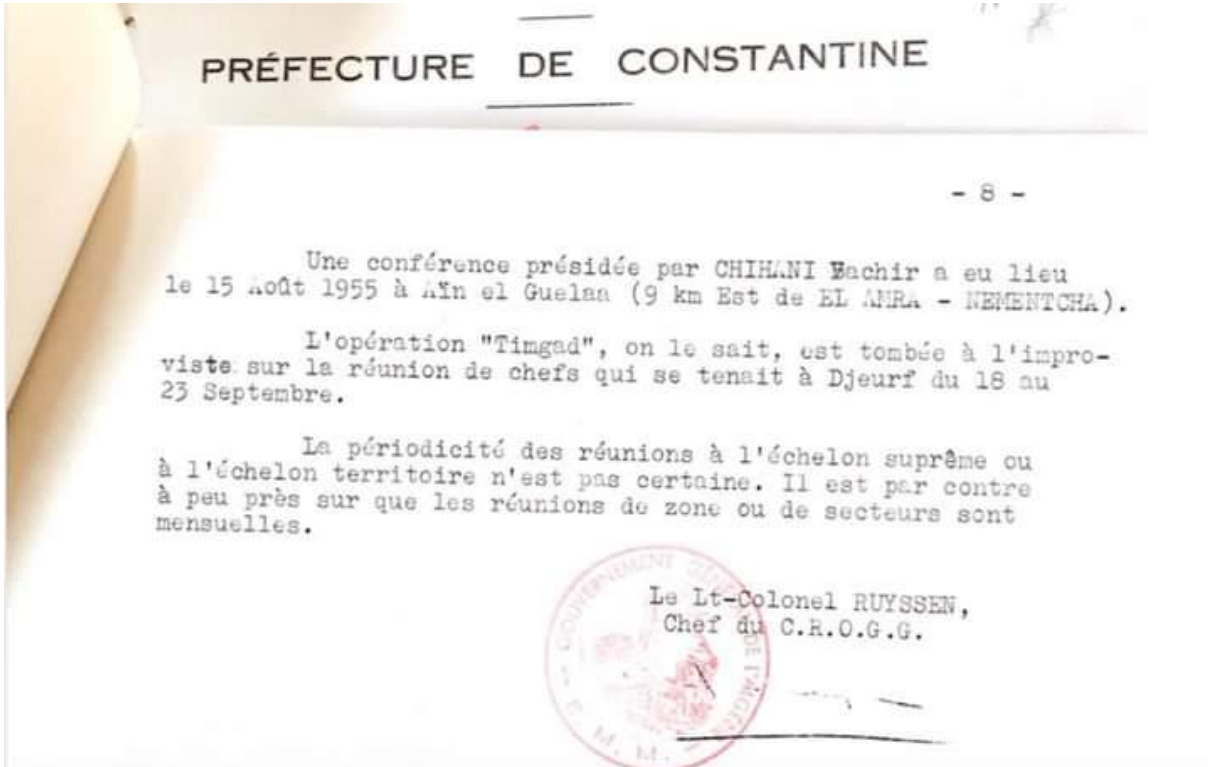 PRÉFECTURE DE CONSTANTINE
- 8 -
Une conférence présidée par CHIHANI Bachir a eu lieu
le 15 Août 1955 à Aïn el Guelaa (9 km Est de EL AMRA - NEMENTCHA).
L'opération "Timgad", on le sait, est tombée à l'impro-
viste sur la réunion de chefs qui se tenait à Djeurf du 18 au
23 Septembre.
La périodicité des réunions à l'échelon suprême ou
à l'échelon territoire n'est pas certaine. Il est par contre
à peu près sur que les réunions de zone ou de secteurs sont
mensuelles.
Le Lt-Colonel RUYSSEN,
Chef du C.R.O.G.G.
GOUVERNEMENT GÉNÉRAL DE L'ALGÉRIE